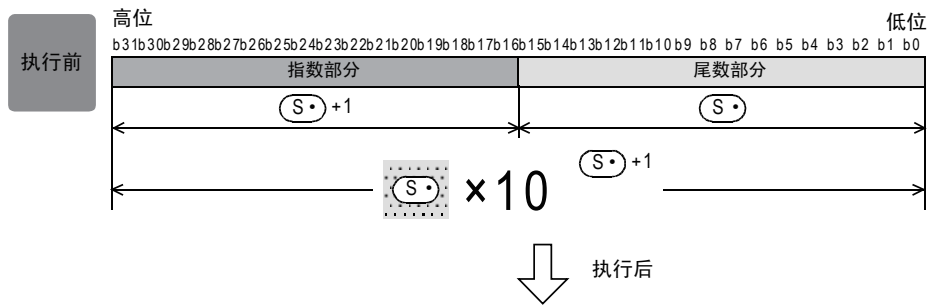 高位 低位
执行前
b31b30b29b28b27b26b25b24b23b22b21b20b19b18b17b16b15b14b13b12b11b10b9 b8 b7 b6 b5 b4 b3 b2 b1 b0
指数部分 尾数部分
S・ +1 S・
S・ ×10 S・ +1
执行后